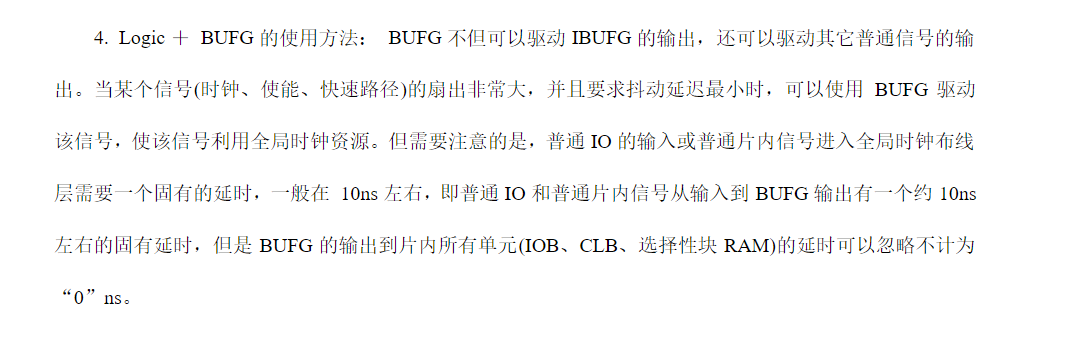 4. Logic + BUFG 的使用方法： BUFG 不但可以驱动 IBUFG 的输出，还可以驱动其它普通信号的输
出。当某个信号(时钟、使能、快速路径)的扇出非常大，并且要求抖动延迟最小时，可以使用 BUFG 驱动
该信号，使该信号利用全局时钟资源。但需要注意的是，普通 IO 的输入或普通片内信号进入全局时钟布线
层需要一个固有的延时，一般在 10ns 左右，即普通 IO 和普通片内信号从输入到 BUFG 输出有一个约 10ns
左右的固有延时，但是 BUFG 的输出到片内所有单元(IOB、CLB、选择性块 RAM)的延时可以忽略不计为
“0”ns。